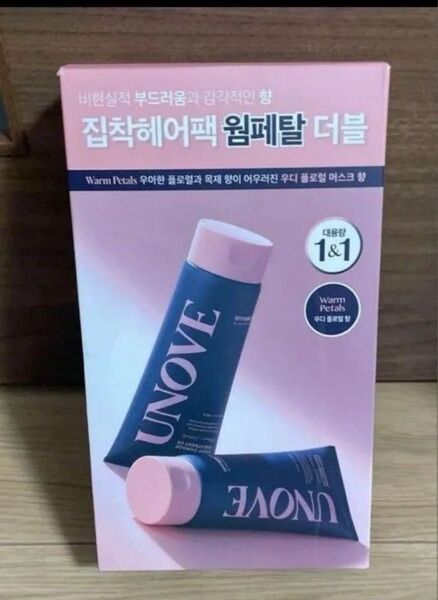 비현실적 부드러움과 감각적인 향
집착헤어팩 웜페탈 더블
Warm Petals 우아한 플로럴과 목재 향이 어우러진 우디 플로럴 머스크 향
대용량
1&1
Warm
Petals
우디 플로럴 향
UNOVE
UNOVE